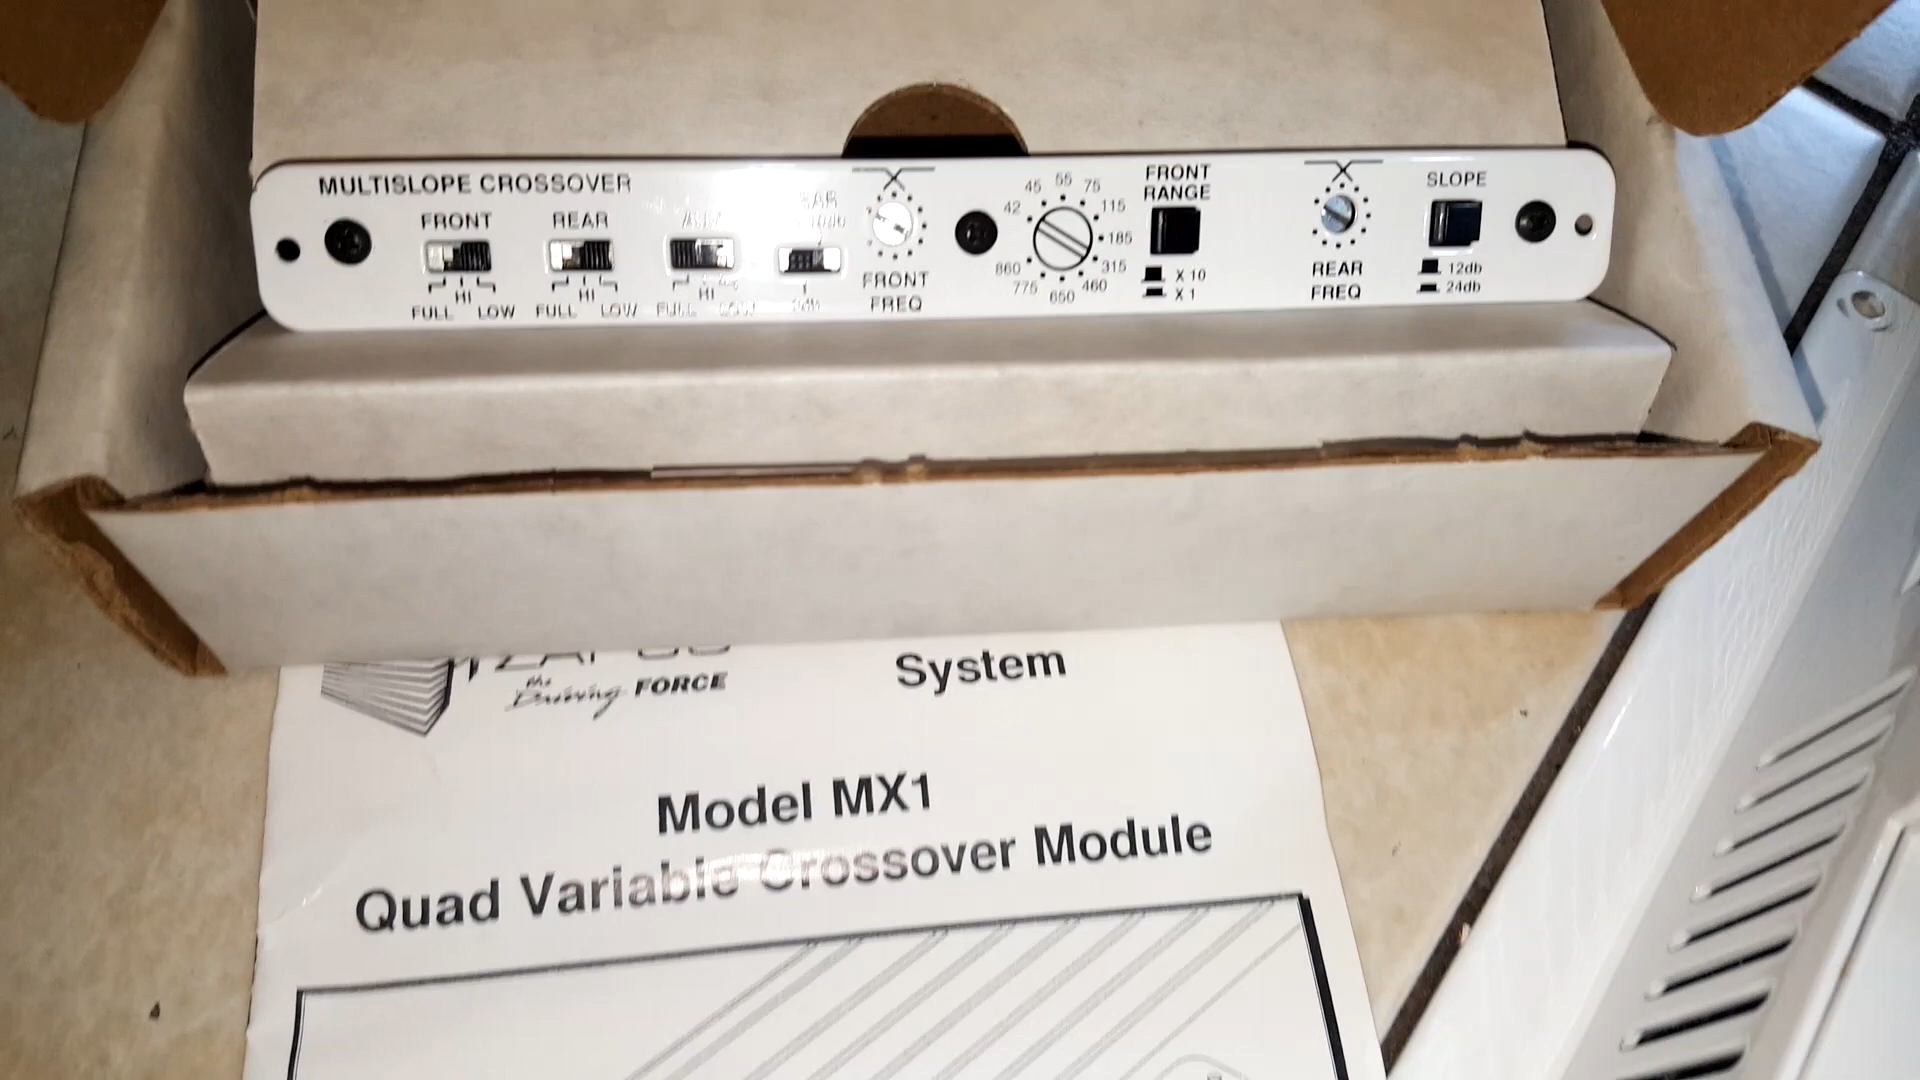 MULTISLOPE CROSSOVER
FRONT
REAR
FULL HI LOW
FULL HI LOW
FULL HI
FRONT
FREQ
42 45 55 75 115 185 315 460 650 775 860
FRONT
RANGE
X 10
X 1
REAR
FREQ
SLOPE
12db
24db
the Driving FORCE
System
Model MX1
Quad Variable Crossover Module